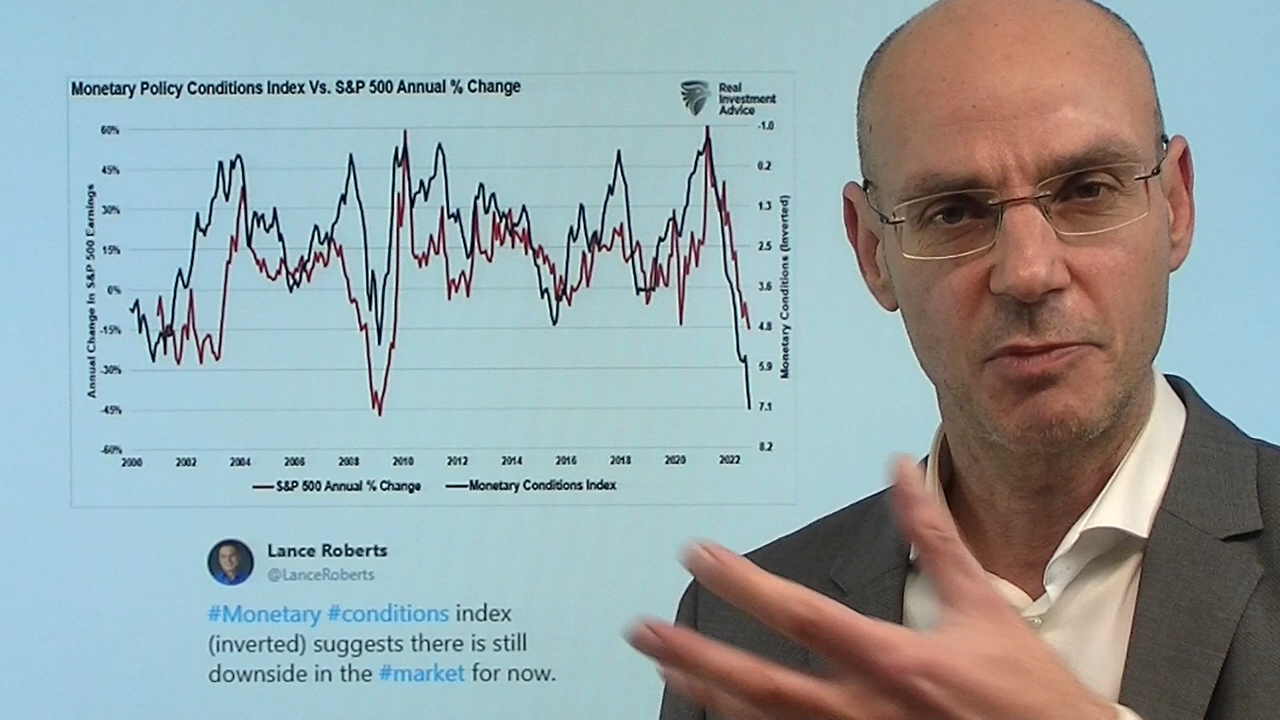 Monetary Policy Conditions Index Vs. S&P 500 Annual % Change
Real
Investment
Advice
60%
45%
30%
15%
0%
-15%
-30%
-45%
-60%
Annual Change In S&P 500 Earnings
-1.0
0.2
1.3
2.5
3.6
4.8
5.9
7.1
8.2
Monetary Conditions (Inverted)
2000 2002 2004 2006 2008 2010 2012 2014 2016 2018 2020 2022
S&P 500 Annual % Change Monetary Conditions Index
Lance Roberts
@LanceRoberts
#Monetary #conditions index
(inverted) suggests there is still
downside in the #market for now.